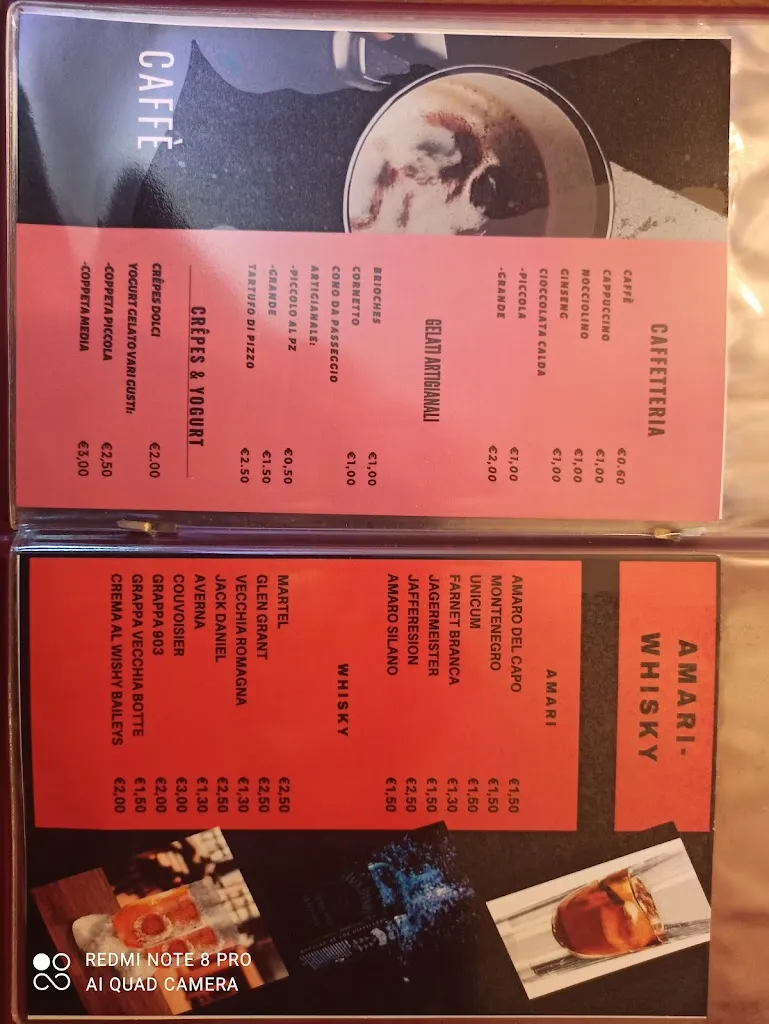 CAFFÈ
CAFFETTERIA
CAFFÈ €0.60
CAPPUCCINO €1,00
NOCCIOLINO €1,00
GINSENG €1,00
CIOCCOLATA CALDA
-PICCOLA €1,00
-GRANDE €2,00
GELATI ARTIGIANALI
BRIOCHES €1,00
CORNETTO €1,00
CONO DA PASSEGGIO
ARTIGIANALE:
-PICCOLO AL PZ €0,50
-GRANDE €1.50
TARTUFO DI PIZZO €2.50
CRÊPES & YOGURT
CRÊPES DOLCI €2.00
YOGURT GELATO VARI GUSTI:
-COPPETA PICCOLA €2,50
-COPPETA MEDIA €3,00
AMARI-
WHISKY
AMARI
AMARO DEL CAPO €1,50
MONTENEGRO €1,50
UNICUM €1,50
FARNET BRANCA €1,30
JAGERMEISTER €1,50
JAFFERESION €2,50
AMARO SILANO €1,50
WHISKY
MARTEL €2,50
GLEN GRANT €2,50
VECCHIA ROMAGNA €1,30
JACK DANIEL €2,50
AVERNA €1,30
COUVOISIER €3,00
GRAPPA 903 €2,00
GRAPPA VECCHIA BOTTE €1,50
CREMA AL WISHY BAILEYS €2,00
REDMI NOTE 8 PRO
AI QUAD CAMERA